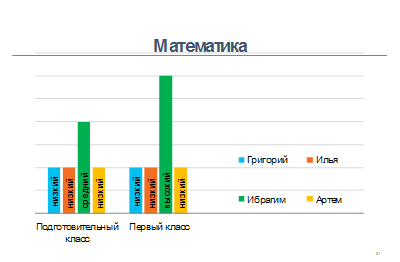 Математика
низкий
низкий
средний
низкий
низкий
низкий
высокий
низкий
Подготовительный
класс
Первый класс
Григорий
Илья
Ибрагим
Артем